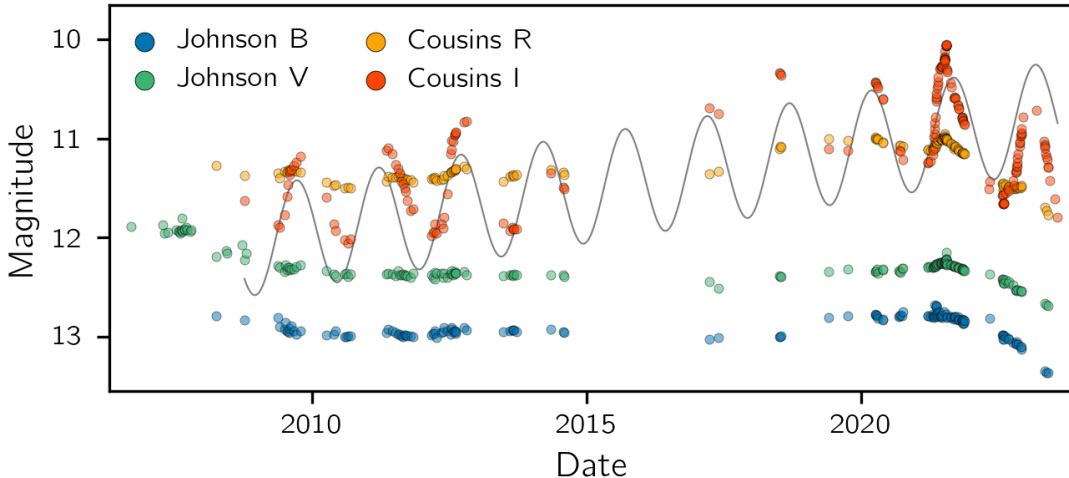 Johnson B
Cousins R
Johnson V
Cousins I
Magnitude
10
11
12
13
2010
2015
2020
Date